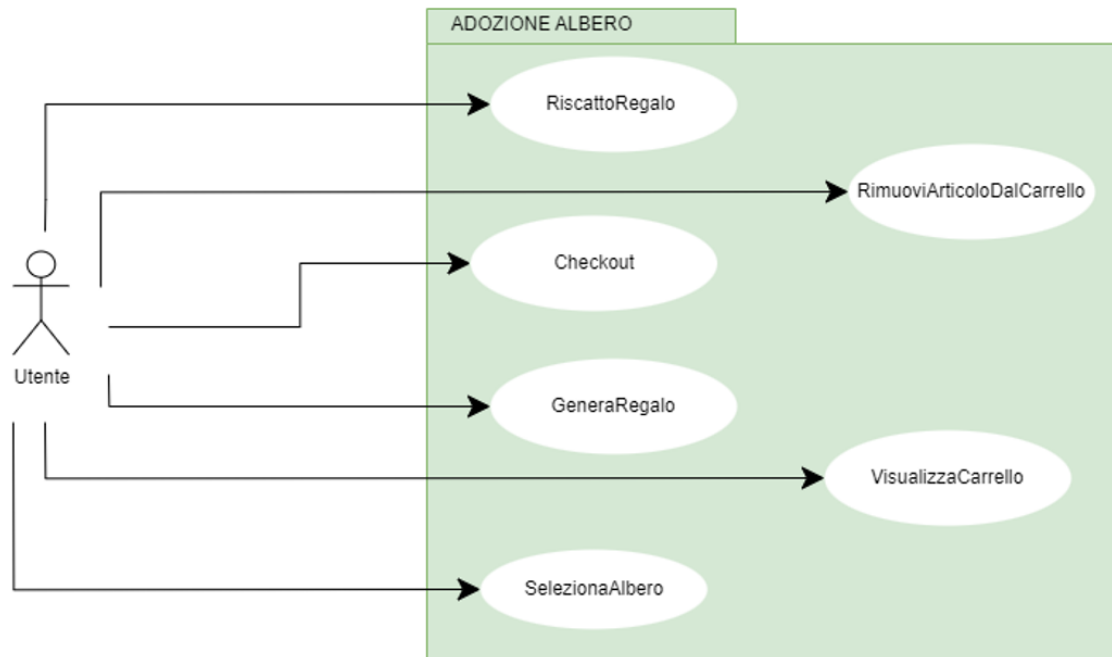 ADOZIONE ALBERO
RiscattoRegalo
RimuoviArticoloDalCarrello
Checkout
Utente
GeneraRegalo
VisualizzaCarrello
SelezionaAlbero